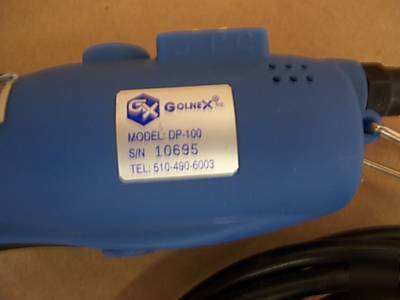 GX GOLNEX®
MODEL: DP-100
S/N 10695
TEL: 510-490-6003